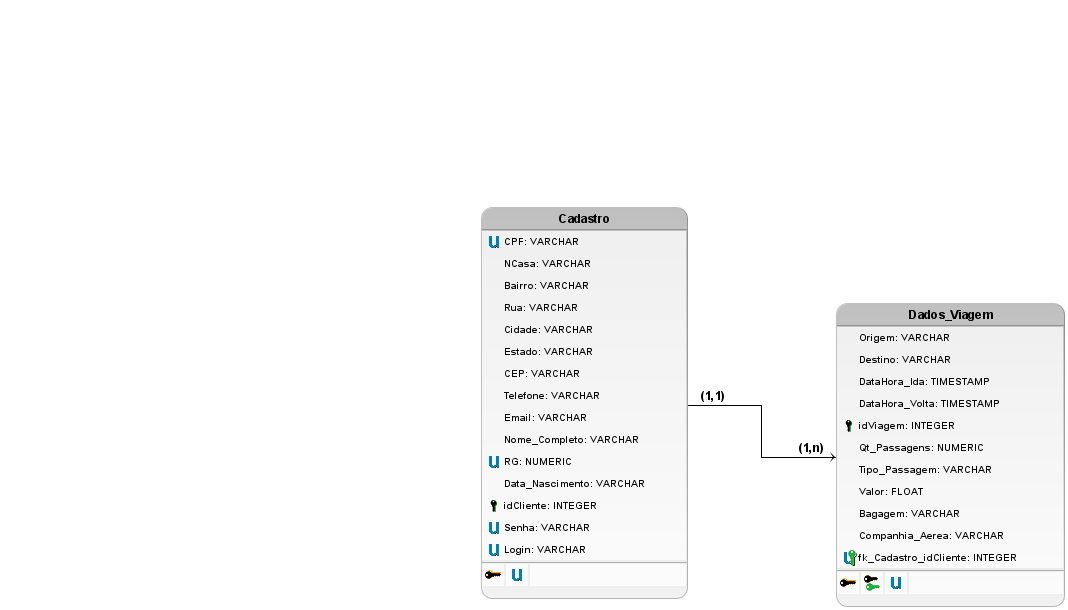 Cadastro
CPF: VARCHAR
NCasa: VARCHAR
Bairro: VARCHAR
Rua: VARCHAR
Cidade: VARCHAR
Estado: VARCHAR
CEP: VARCHAR
Telefone: VARCHAR
Email: VARCHAR
Nome_Completo: VARCHAR
RG: NUMERIC
Data_Nascimento: VARCHAR
idCliente: INTEGER
Senha: VARCHAR
Login: VARCHAR
(1,1)
(1,n)
Dados_Viagem
Origem: VARCHAR
Destino: VARCHAR
DataHora_Ida: TIMESTAMP
DataHora_Volta: TIMESTAMP
idViagem: INTEGER
Qt_Passagens: NUMERIC
Tipo_Passagem: VARCHAR
Valor: FLOAT
Bagagem: VARCHAR
Companhia_Aerea: VARCHAR
fk_Cadastro_idCliente: INTEGER